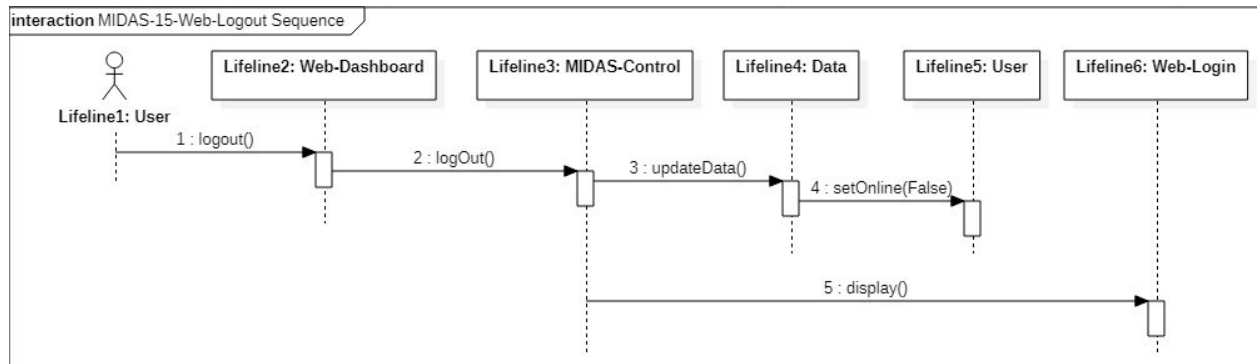 interaction MIDAS-15-Web-Logout Sequence
Lifeline2: Web-Dashboard
Lifeline3: MIDAS-Control
Lifeline4: Data
Lifeline5: User
Lifeline6: Web-Login
Lifeline1: User
1 : logout()
2 : logOut()
3 : updateData()
4 : setOnline(False)
5 : display()